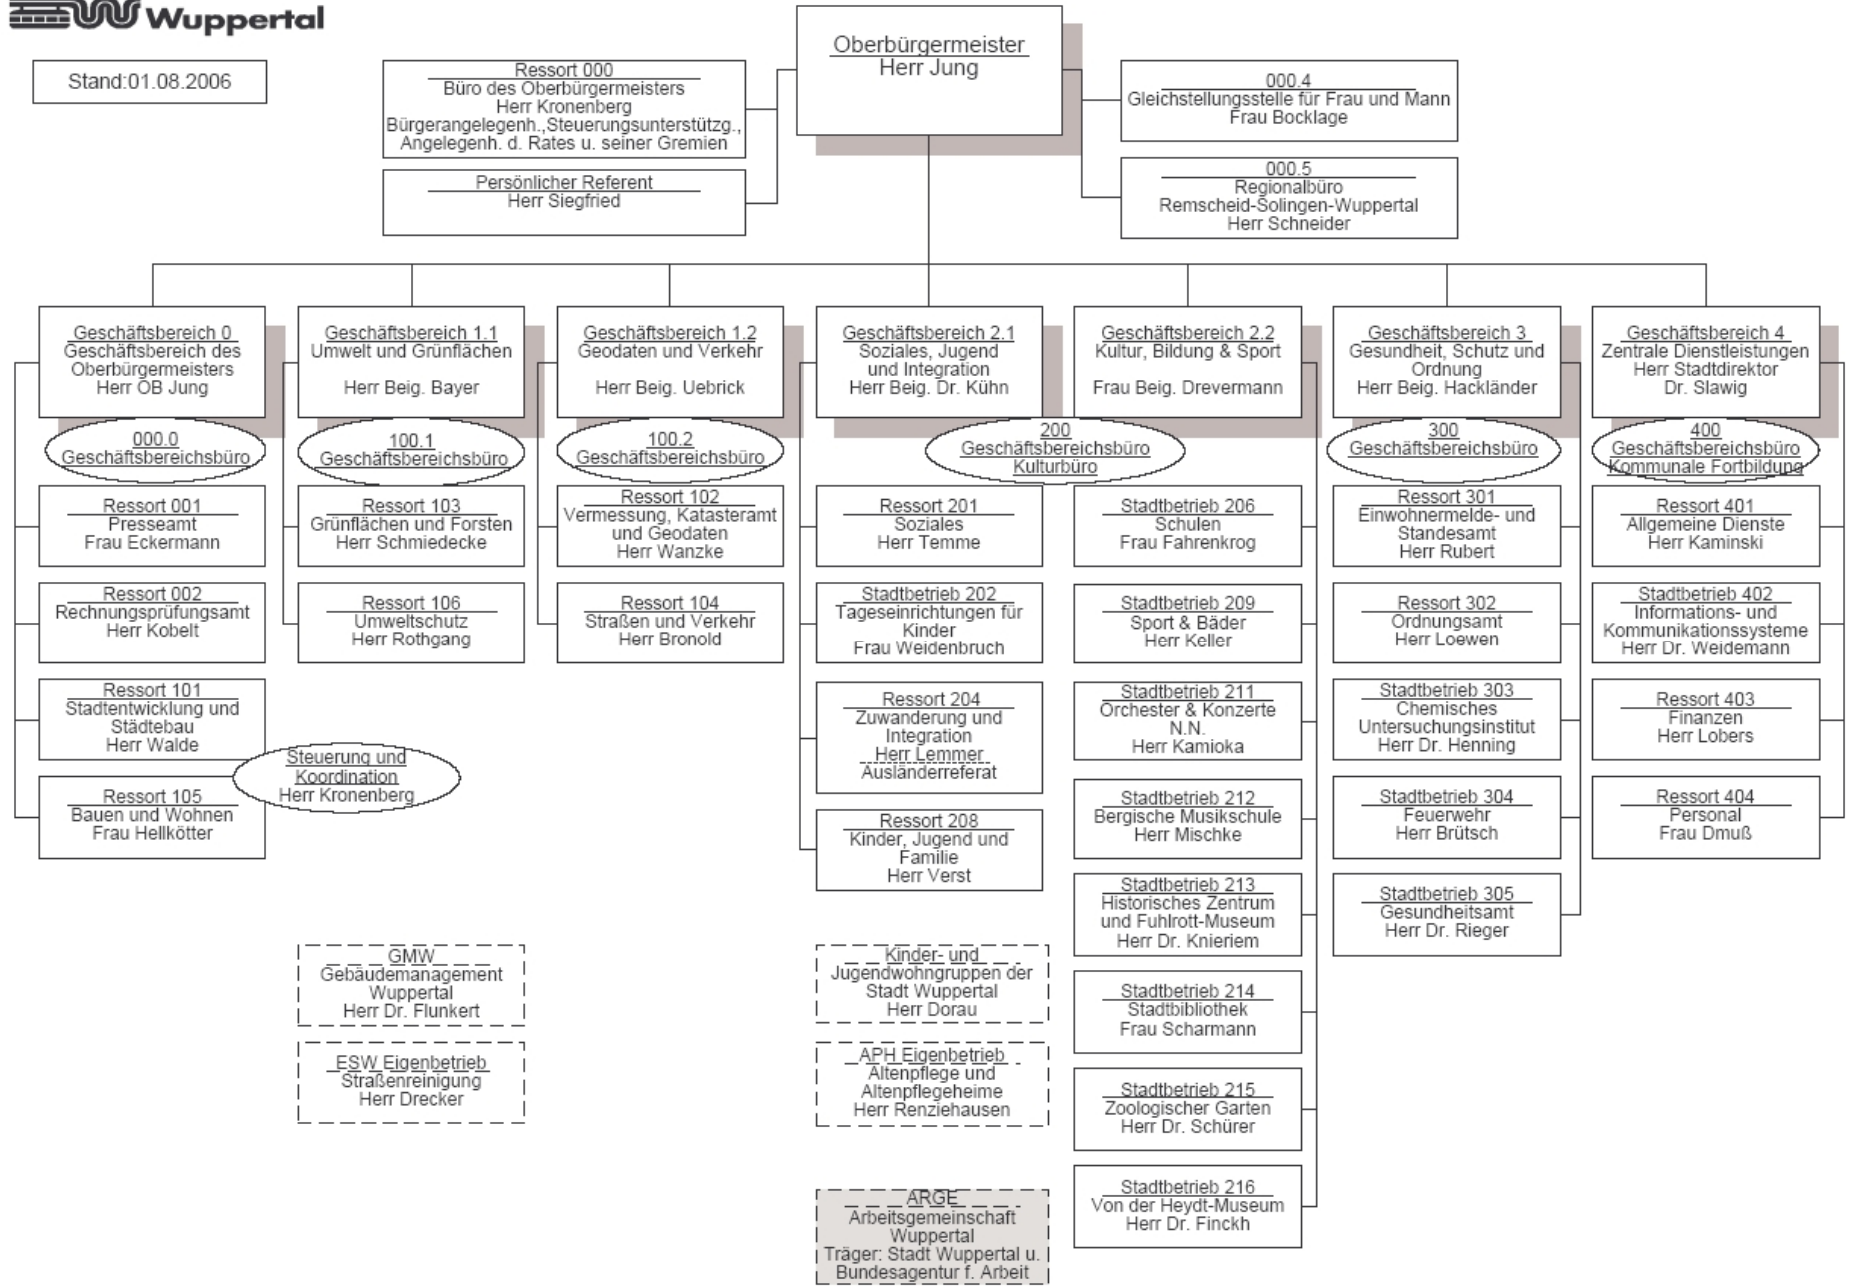 Wuppertal
Stand:01.08.2006
Oberbürgermeister
Herr Jung
Ressort 000
Büro des Oberbürgermeisters
Herr Kronenberg
Bürgerangelegenh.,Steuerungsunterstützg.,
Angelegenh. d. Rates u. seiner Gremien
Persönlicher Referent
Herr Siegfried
000.4
Gleichstellungsstelle für Frau und Mann
Frau Bocklage
000.5
Regionalbüro
Remscheid-Solingen-Wuppertal
Herr Schneider
Geschäftsbereich 0
Geschäftsbereich des
Oberbürgermeisters
Herr OB Jung
000.0
Geschäftsbereichsbüro
Ressort 001
Presseamt
Frau Eckermann
Ressort 002
Rechnungsprüfungsamt
Herr Kobelt
Ressort 101
Stadtentwicklung und
Städtebau
Herr Walde
Ressort 105
Bauen und Wohnen
Frau Hellkötter
Steuerung und
Koordination
Herr Kronenberg
Geschäftsbereich 1.1
Umwelt und Grünflächen
Herr Beig. Bayer
100.1
Geschäftsbereichsbüro
Ressort 103
Grünflächen und Forsten
Herr Schmiedecke
Ressort 106
Umweltschutz
Herr Rothgang
GMW
Gebäudemanagement
Wuppertal
Herr Dr. Flunkert
ESW Eigenbetrieb
Straßenreinigung
Herr Drecker
Geschäftsbereich 1.2
Geodaten und Verkehr
Herr Beig. Uebrick
100.2
Geschäftsbereichsbüro
Ressort 102
Vermessung, Katasteramt
und Geodaten
Herr Wanzke
Ressort 104
Straßen und Verkehr
Herr Bronold
Geschäftsbereich 2.1
Soziales, Jugend
und Integration
Herr Beig. Dr. Kühn
200
Geschäftsbereichsbüro
Kulturbüro
Ressort 201
Soziales
Herr Temme
Stadtbetrieb 202
Tageseinrichtungen für
Kinder
Frau Weidenbruch
Ressort 204
Zuwanderung und
Integration
Herr Lemmer
Ausländerreferat
Ressort 208
Kinder, Jugend und
Familie
Herr Verst
Kinder- und
Jugendwohngruppen der
Stadt Wuppertal
Herr Dorau
APH Eigenbetrieb
Altenpflege und
Altenpflegeheime
Herr Renziehausen
ARGE
Arbeitsgemeinschaft
Wuppertal
Träger: Stadt Wuppertal u.
Bundesagentur f. Arbeit
Geschäftsbereich 2.2
Kultur, Bildung & Sport
Frau Beig. Drevermann
Stadtbetrieb 206
Schulen
Frau Fahrenkrog
Stadtbetrieb 209
Sport & Bäder
Herr Keller
Stadtbetrieb 211
Orchester & Konzerte
N.N.
Herr Kamioka
Stadtbetrieb 212
Bergische Musikschule
Herr Mischke
Stadtbetrieb 213
Historisches Zentrum
und Fuhlrott-Museum
Herr Dr. Knieriem
Stadtbetrieb 214
Stadtbibliothek
Frau Scharmann
Stadtbetrieb 215
Zoologischer Garten
Herr Dr. Schürer
Stadtbetrieb 216
Von der Heydt-Museum
Herr Dr. Finckh
Geschäftsbereich 3
Gesundheit, Schutz und
Ordnung
Herr Beig. Hackländer
300
Geschäftsbereichsbüro
Ressort 301
Einwohnermelde- und
Standesamt
Herr Rubert
Ressort 302
Ordnungsamt
Herr Loewen
Stadtbetrieb 303
Chemisches
Untersuchungsinstitut
Herr Dr. Henning
Stadtbetrieb 304
Feuerwehr
Herr Brütsch
Stadtbetrieb 305
Gesundheitsamt
Herr Dr. Rieger
Geschäftsbereich 4
Zentrale Dienstleistungen
Herr Stadtdirektor
Dr. Slawig
400
Geschäftsbereichsbüro
Kommunale Fortbildung
Ressort 401
Allgemeine Dienste
Herr Kaminski
Stadtbetrieb 402
Informations- und
Kommunikationssysteme
Herr Dr. Weidemann
Ressort 403
Finanzen
Herr Lobers
Ressort 404
Personal
Frau Dmuß